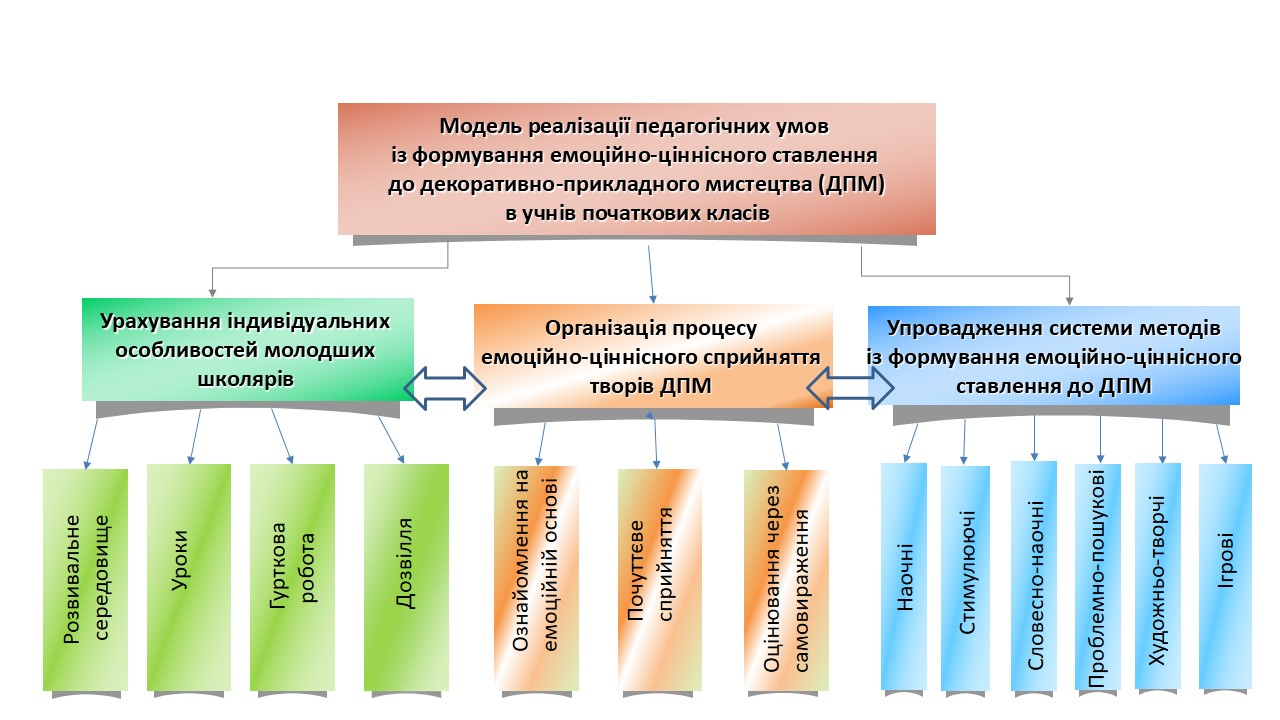 Модель реалізації педагогічних умов
із формування емоційно-ціннісного ставлення
до декоративно-прикладного мистецтва (ДПМ)
в учнів початкових класів
Урахування індивідуальних
особливостей молодших
школярів
Організація процесу
емоційно-ціннісного сприйняття
творів ДПМ
Упровадження системи методів
із формування емоційно-ціннісного
ставлення до ДПМ
Розвивальне
середовище
Уроки
Гурткова
робота
Дозвілля
Ознайомлення на
емоційній основі
Почуттєве
сприйняття
Оцінювання через
самовираження
Наочні
Стимулюючі
Словесно-наочні
Проблемно-пошукові
Художньо-творчі
Ігрові